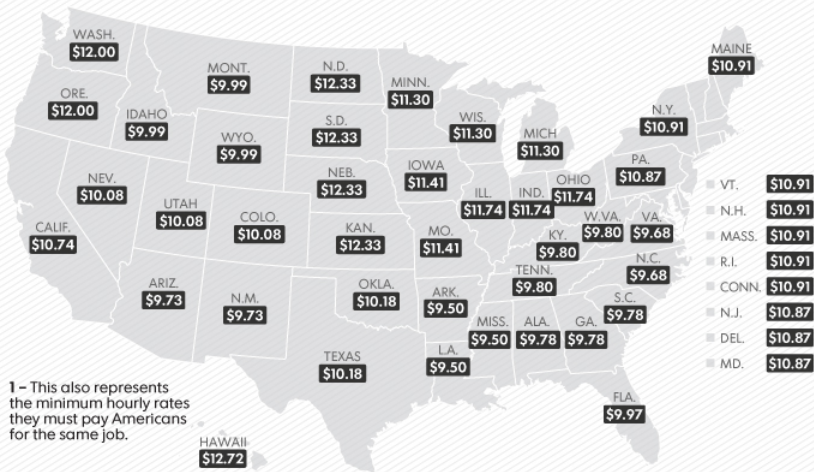 WASH.
$12.00
ORE.
$12.00
IDAHO
$9.99
MONT.
$9.99
WYO.
$9.99
N.D.
$12.33
S.D.
$12.33
NEB.
$12.33
KAN.
$12.33
MINN.
$11.30
WIS.
$11.30
MICH
$11.30
IOWA
$11.41
MO.
$11.41
ILL.
$11.74
IND.
$11.74
OHIO
$11.74
MAINE
$10.91
N.Y.
$10.91
PA.
$10.87
NEV.
$10.08
UTAH
$10.08
COLO.
$10.08
CALIF.
$10.74
ARIZ.
$9.73
N.M.
$9.73
OKLA.
$10.18
TEXAS
$10.18
ARK.
$9.50
L.A.
$9.50
MISS.
$9.50
ALA.
$9.78
GA.
$9.78
S.C.
$9.78
KY.
$9.80
TENN.
$9.80
W.VA.
$9.80
VA.
$9.68
N.C.
$9.68
FLA.
$9.97
HAWAII
$12.72
VT. $10.91
N.H. $10.91
MASS. $10.91
R.I. $10.91
CONN. $10.91
N.J. $10.87
DEL. $10.87
MD. $10.87
1 – This also represents
the minimum hourly rates
they must pay Americans
for the same job.